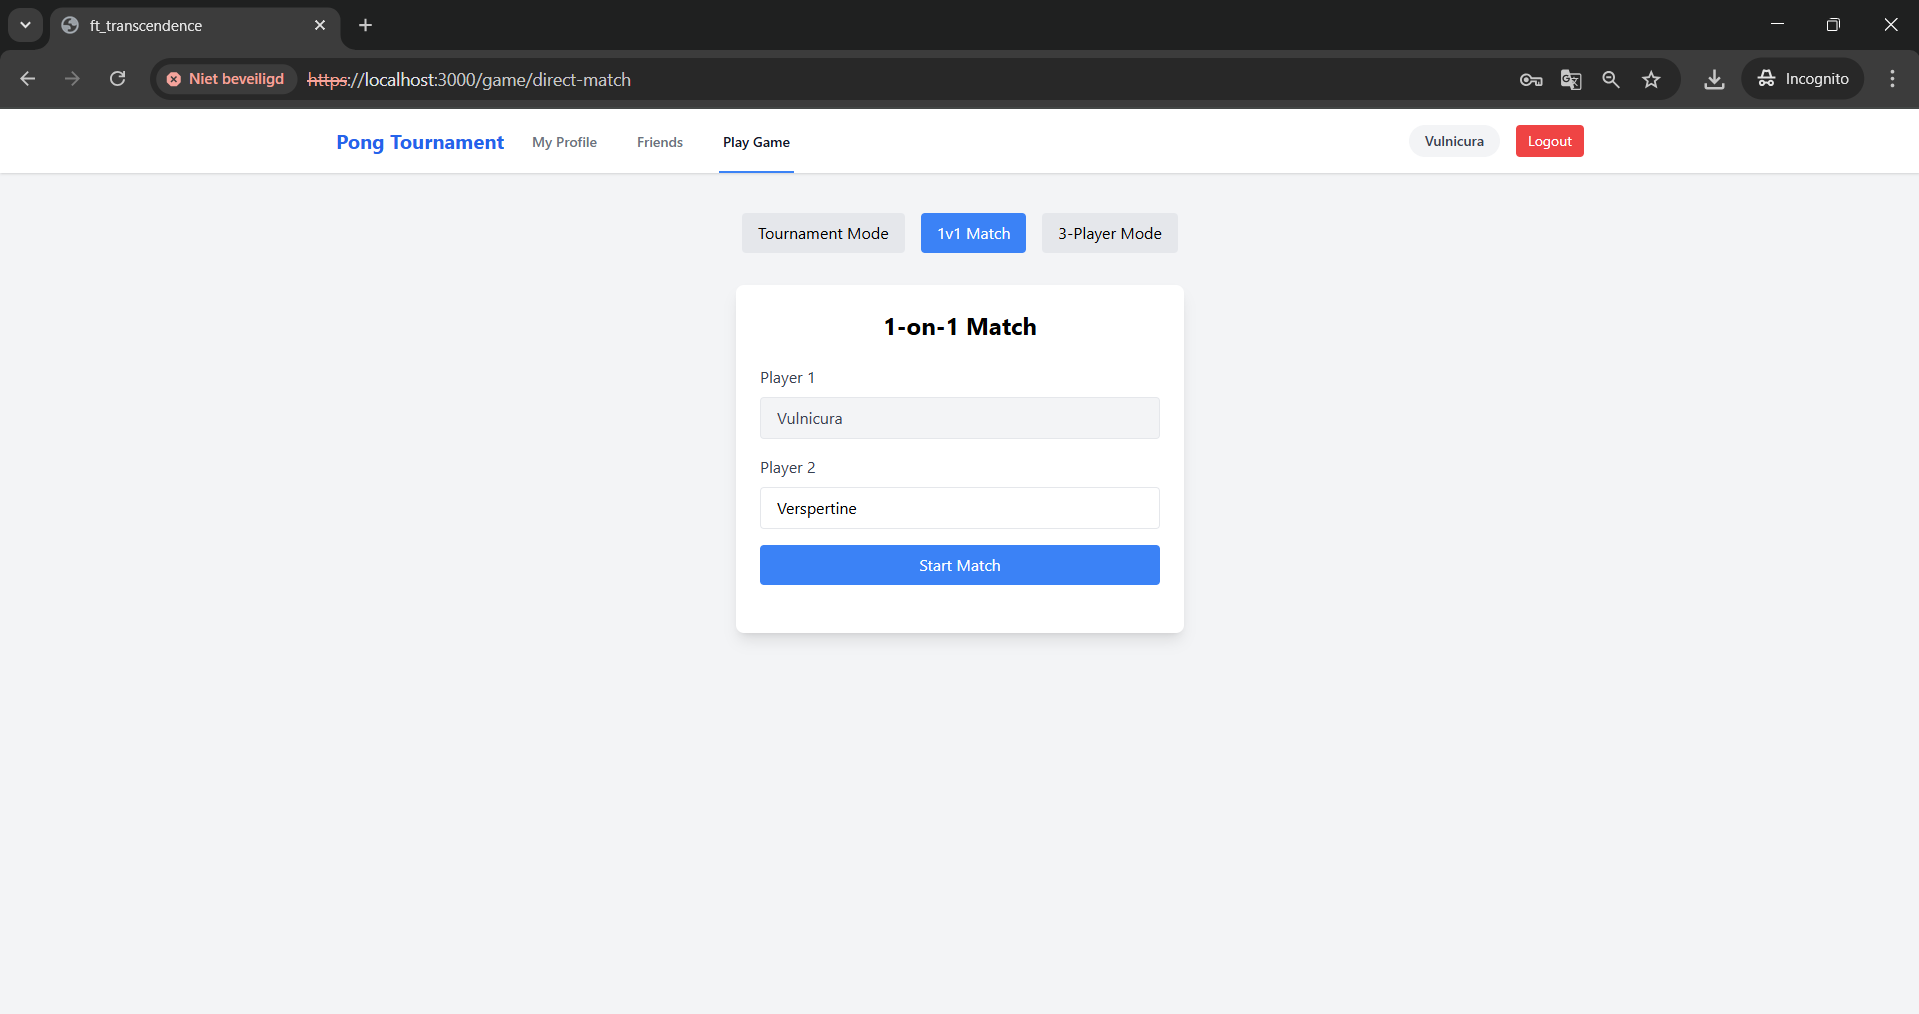 ft_transcendence
Niet beveiligd https://localhost:3000/game/direct-match Incognito
Pong Tournament My Profile Friends Play Game Vulnicura Logout
Tournament Mode 1v1 Match 3-Player Mode
1-on-1 Match
Player 1
Vulnicura
Player 2
Verspertine
Start Match